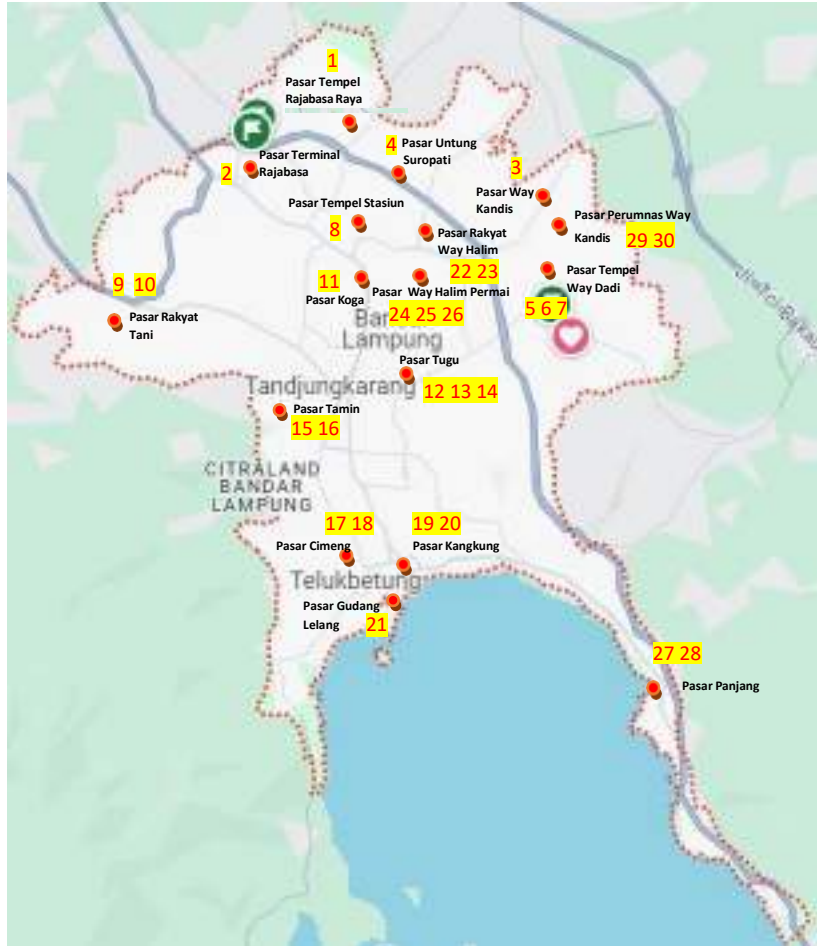 1
Pasar Tempel
Rajabasa Raya
4
Pasar Untung
Suropati
2
Pasar Terminal
Rajabasa
3
Pasar Way
Kandis
Pasar Tempel Stasiun
8
Pasar Rakyat
Way Halim
Pasar Perumnas Way
Kandis
29 30
9 10
11
Pasar Koga
22 23
Pasar Way Halim Permai
24 25 26
Pasar Tempel
Way Dadi
5 6 7
Pasar Rakyat
Tani
Lampung
Pasar Tugu
Tandjungkarang
12 13 14
Pasar Tamin
15 16
CITRALAND
BANDAR
LAMPUNG
17 18
19 20
Pasar Cimeng
Pasar Kangkung
Telukbetung
Pasar Gudang
Lelang
21
27 28
Pasar Panjang